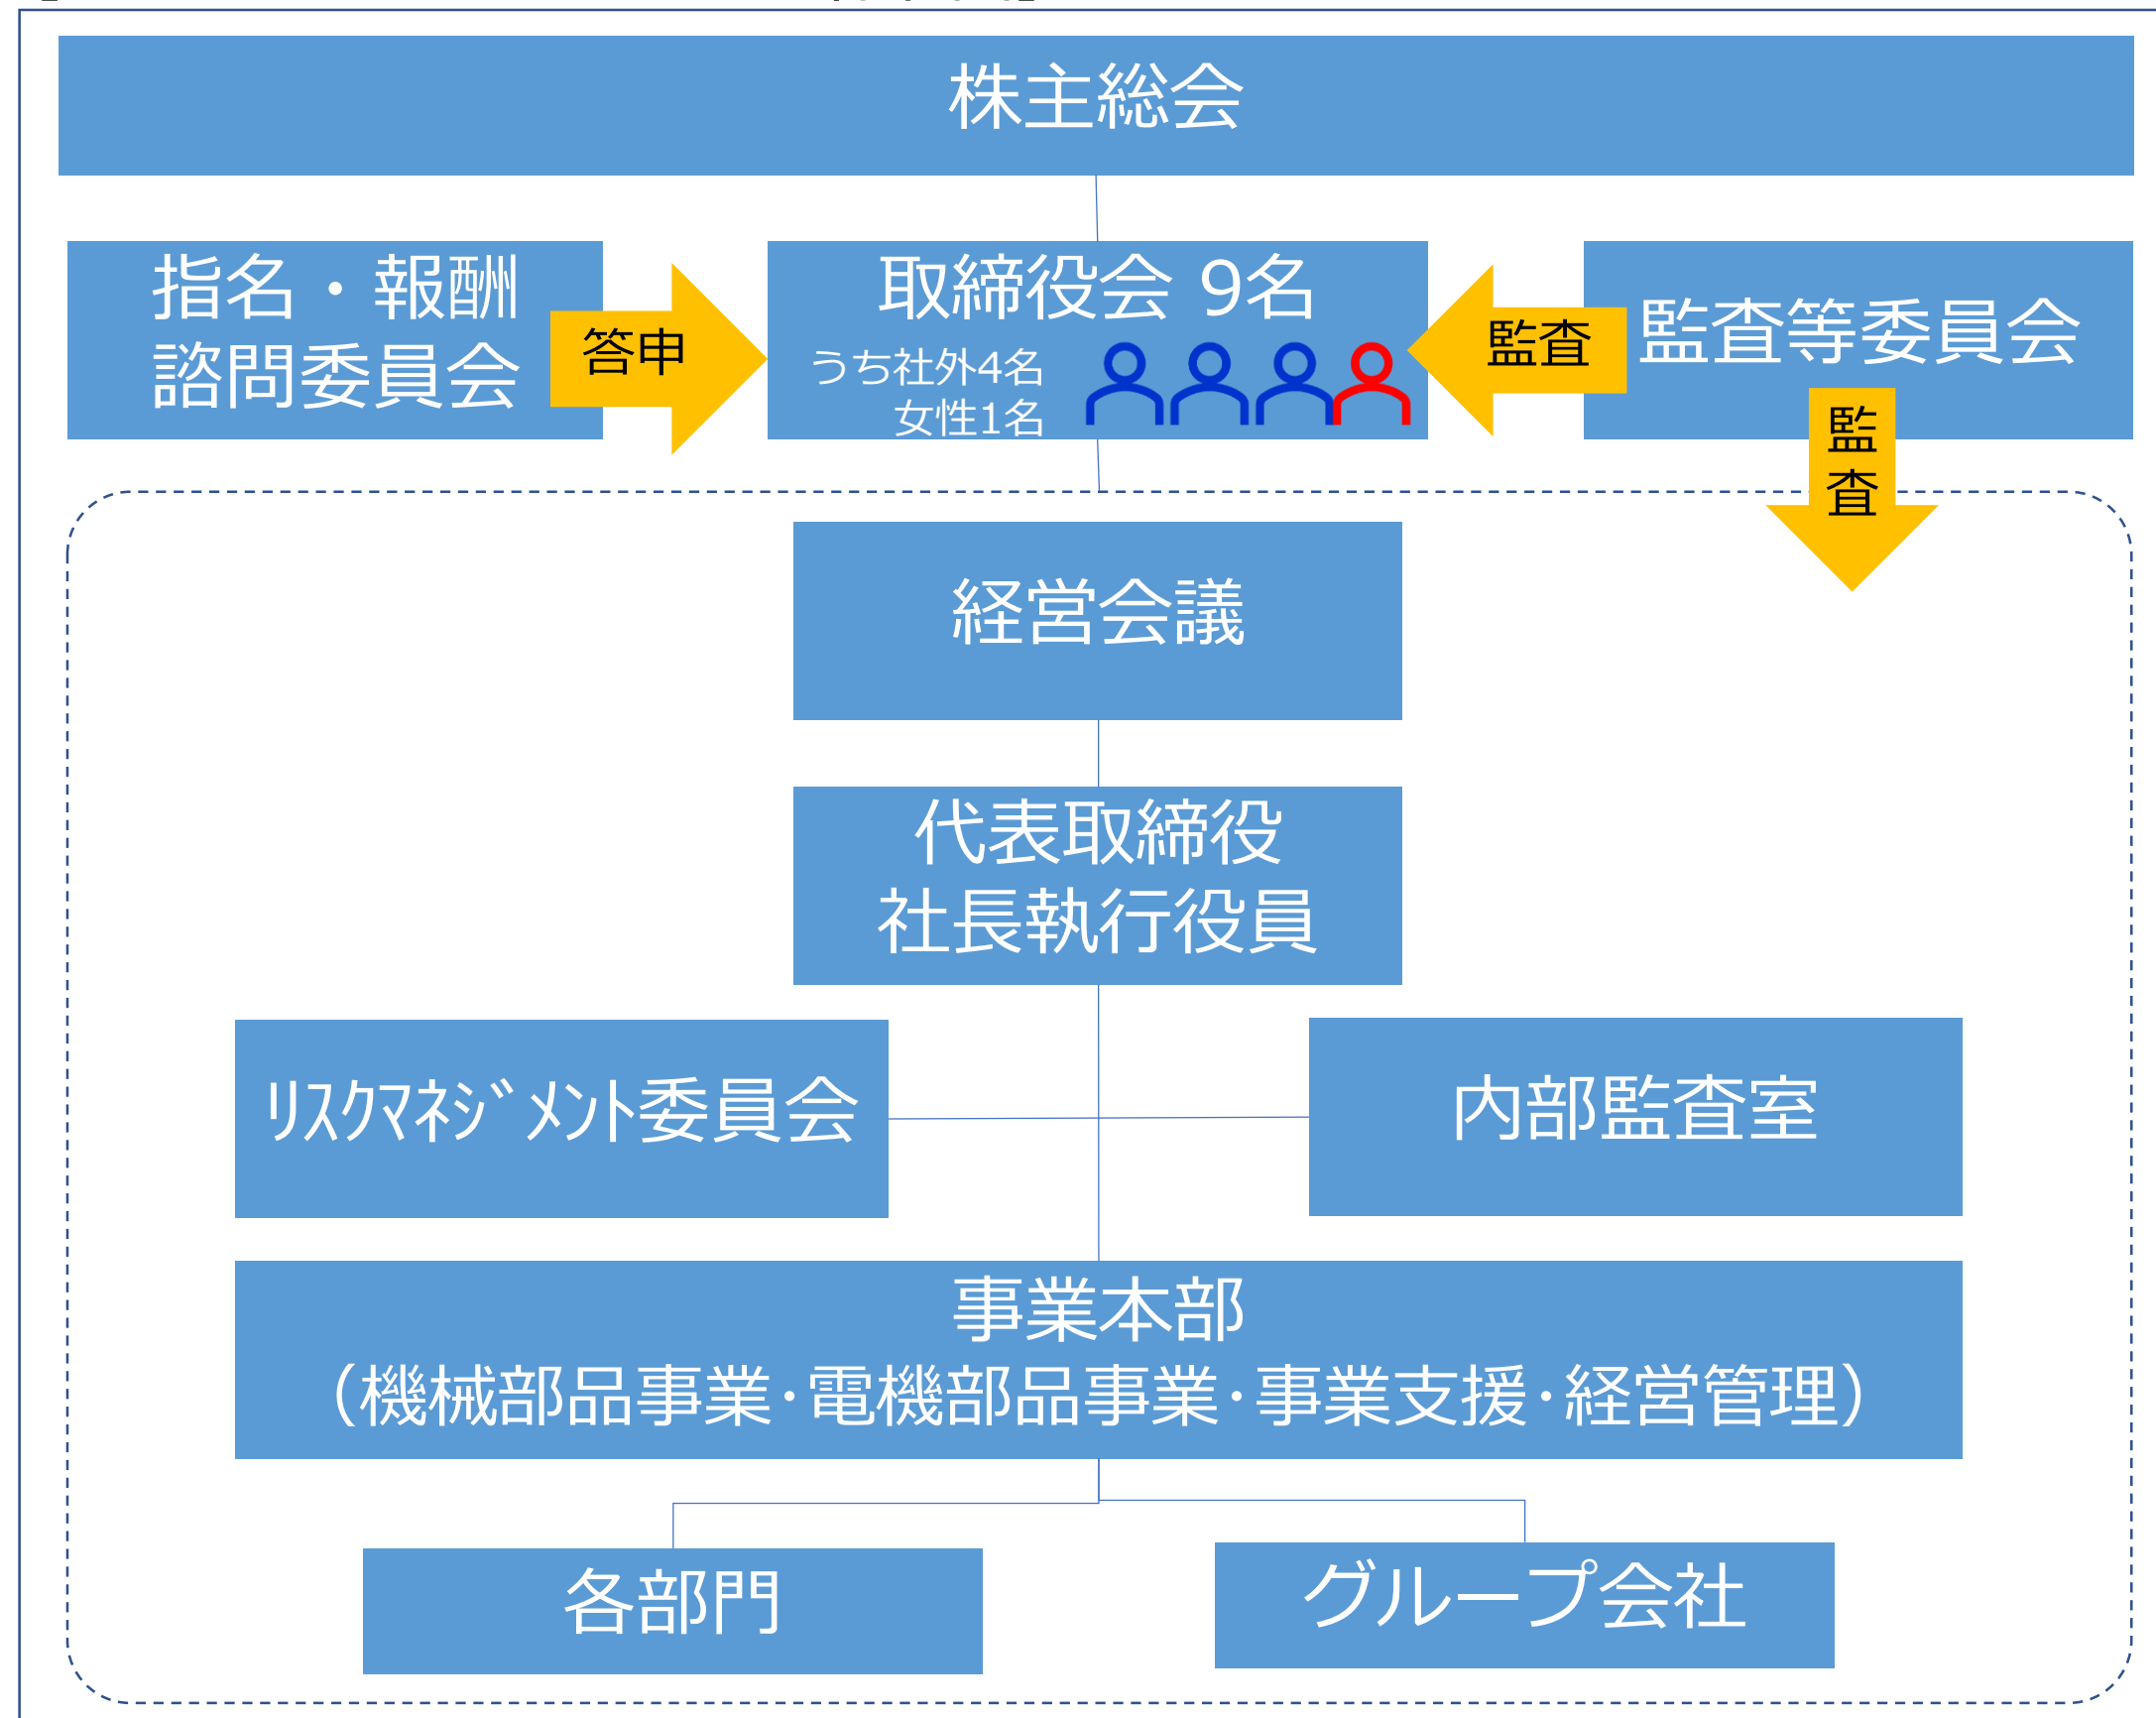 株主総会
指名・報酬
諮問委員会
答申
取締役会 9名
うち社外4名
女性1名
監査
監査等委員会
監査
経営会議
代表取締役
社長執行役員
ﾘｽｸﾏﾈｼﾞﾒﾝﾄ委員会
内部監査室
事業本部
（機械部品事業･電機部品事業･事業支援･経営管理）
各部門
グループ会社